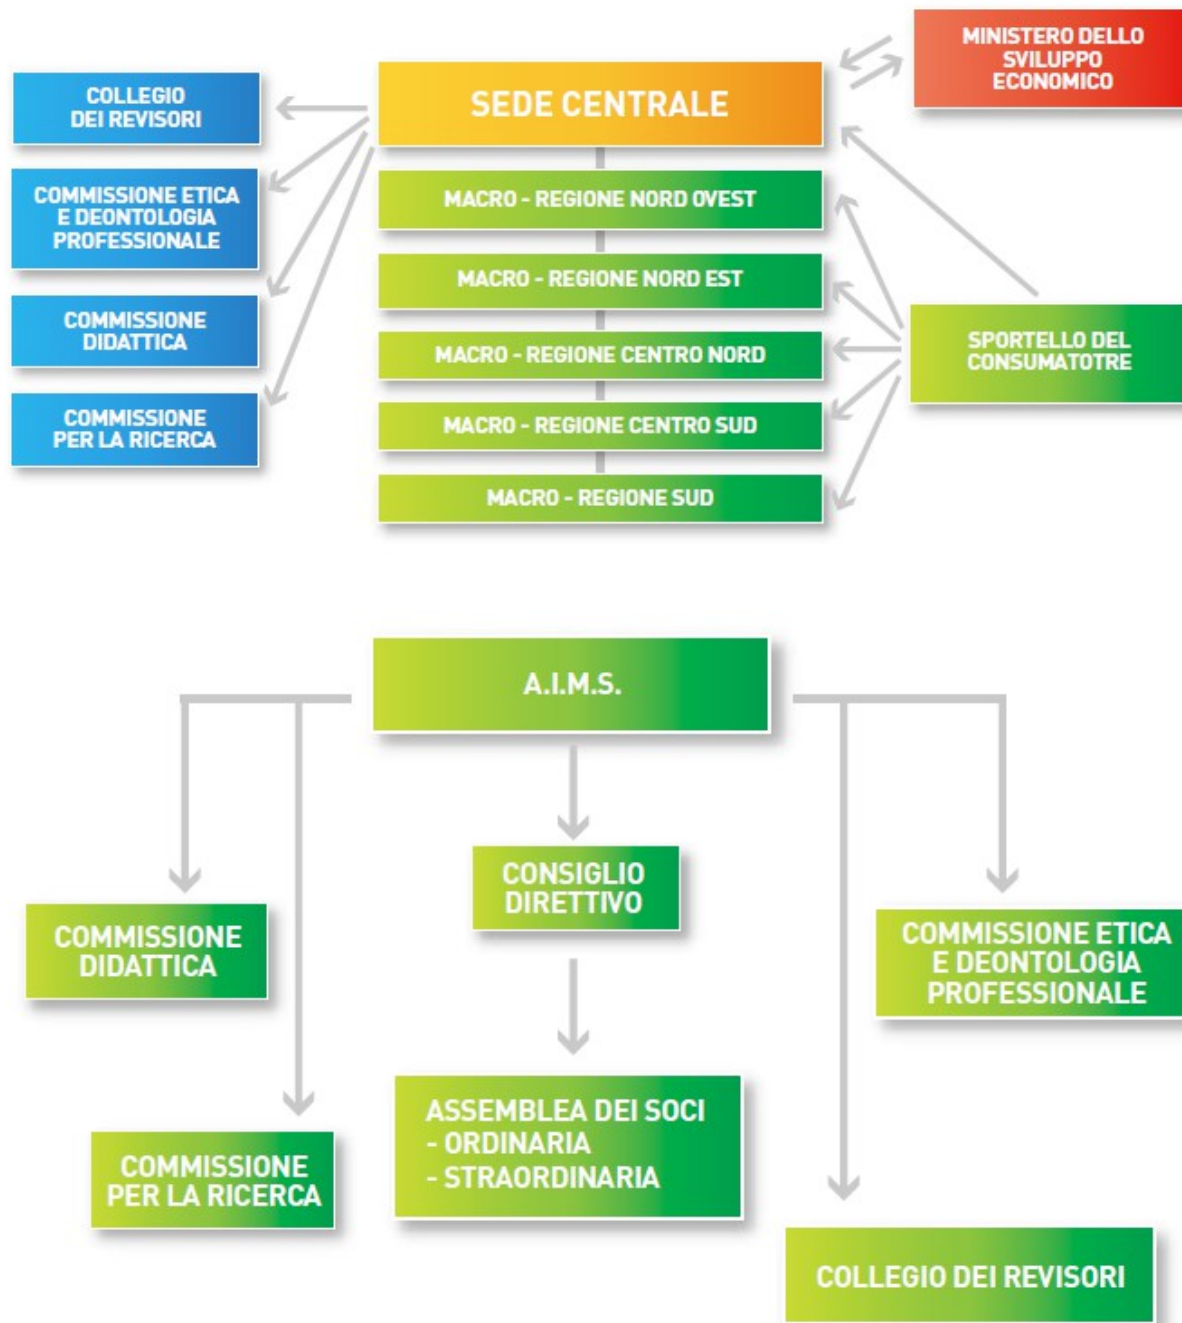 MINISTERO DELLO
SVILUPPO
ECONOMICO
SEDE CENTRALE
COLLEGIO
DEI REVISORI
COMMISSIONE ETICA
E DEONTOLOGIA
PROFESSIONALE
COMMISSIONE
DIDATTICA
COMMISSIONE
PER LA RICERCA
MACRO - REGIONE NORD OVEST
MACRO - REGIONE NORD EST
MACRO - REGIONE CENTRO NORD
MACRO - REGIONE CENTRO SUD
MACRO - REGIONE SUD
SPORTELLO DEL
CONSUMATOTRE
A.I.M.S.
CONSIGLIO
DIRETTIVO
COMMISSIONE
DIDATTICA
COMMISSIONE ETICA
E DEONTOLOGIA
PROFESSIONALE
ASSEMBLEA DEI SOCI
- ORDINARIA
- STRAORDINARIA
COMMISSIONE
PER LA RICERCA
COLLEGIO DEI REVISORI